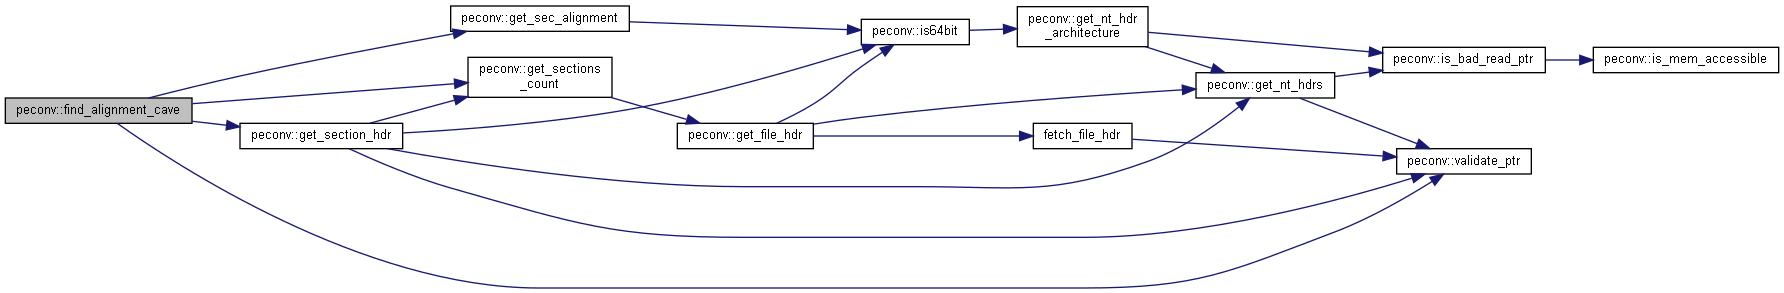 peconv::find_alignment_cave
peconv::get_sec_alignment
peconv::get_sections
_count
peconv::get_section_hdr
peconv::get_file_hdr
peconv::is64bit
peconv::get_nt_hdr
_architecture
fetch_file_hdr
peconv::get_nt_hdrs
peconv::is_bad_read_ptr
peconv::validate_ptr
peconv::is_mem_accessible